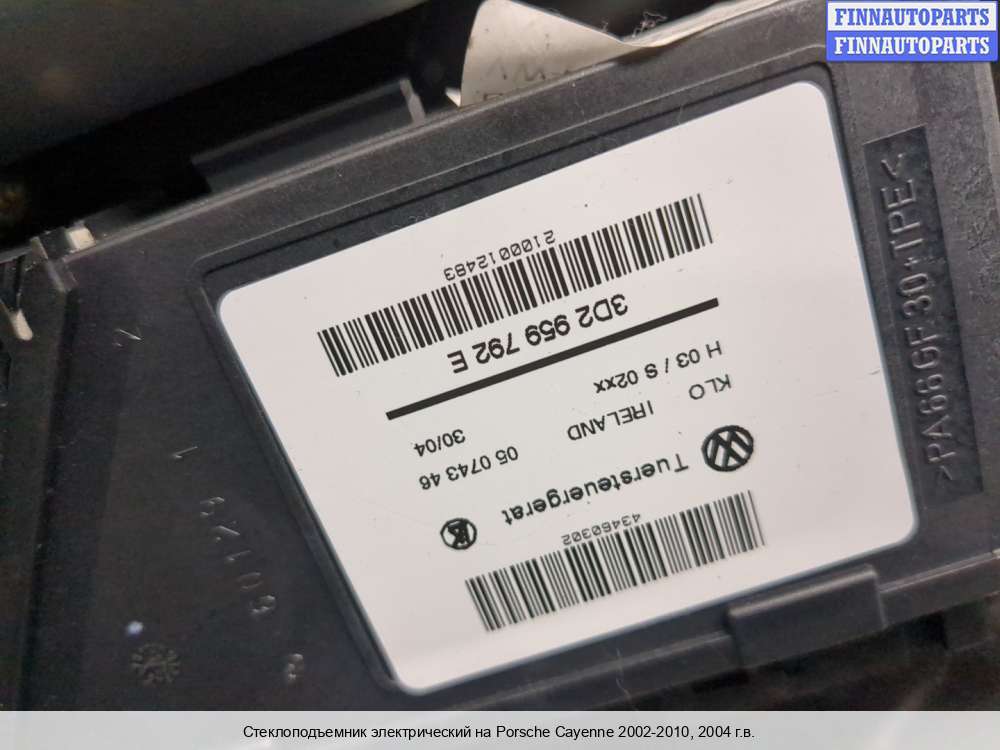 FINNAUTOPARTS
FINNAUTOPARTS
43460302
Tuersteuergerat
KLO IRELAND 05 0743 46
H 03 / S 02xx 30/04
3D2 959 792 E
2100012483
>PA66GF30+TPE<
Стеклоподъемник электрический на Porsche Cayenne 2002-2010, 2004 г.в.